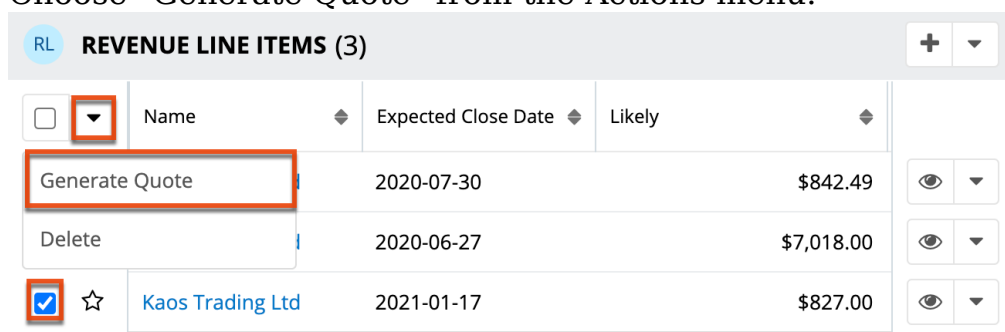 Choose "Generate Quote" from the Actions menu.
RL REVENUE LINE ITEMS (3)
Name Expected Close Date Likely
Generate Quote 2020-07-30 $842.49
Delete 2020-06-27 $7,018.00
Kaos Trading Ltd 2021-01-17 $827.00